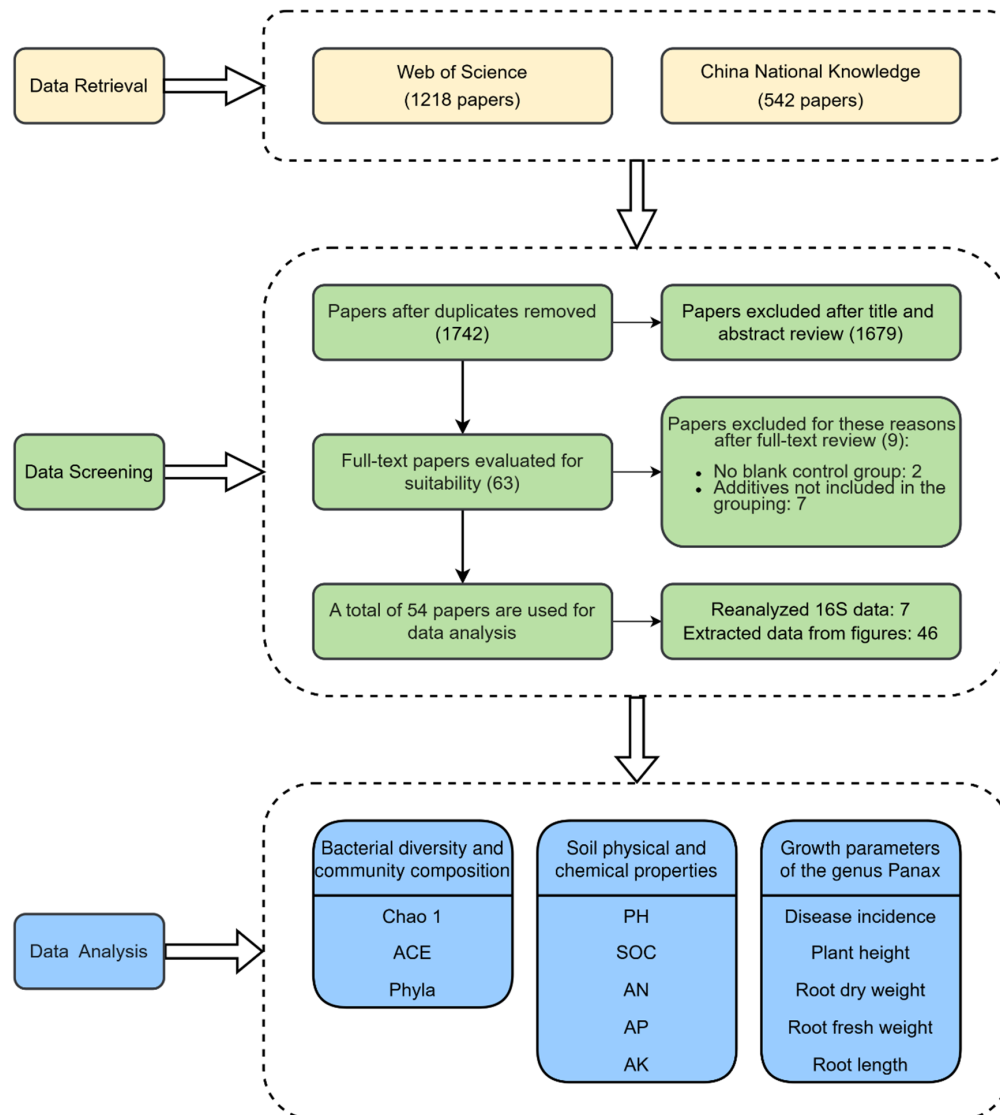 Data Retrieval
Web of Science
(1218 papers)
China National Knowledge
(542 papers)
Data Screening
Papers after duplicates removed
(1742)
Papers excluded after title and
abstract review (1679)
Full-text papers evaluated for
suitability (63)
Papers excluded for these reasons
after full-text review (9):
• No blank control group: 2
• Additives not included in the
grouping: 7
A total of 54 papers are used for
data analysis
Reanalyzed 16S data: 7
Extracted data from figures: 46
Data Analysis
Bacterial diversity and
community composition
Chao 1
ACE
Phyla
Soil physical and
chemical properties
PH
SOC
AN
AP
AK
Growth parameters
of the genus Panax
Disease incidence
Plant height
Root dry weight
Root fresh weight
Root length